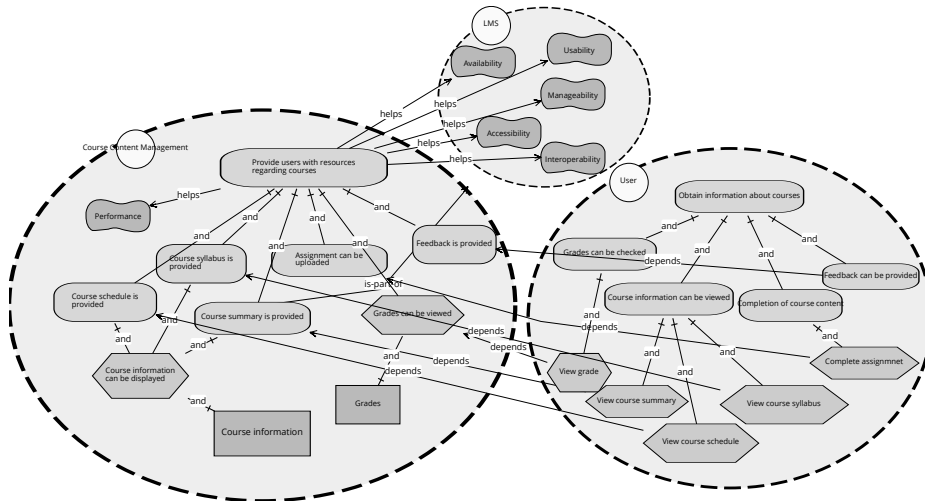 LMS
Availability
Usability
Manageability
Accessibility
Interoperability
helps
helps
helps
helps
helps
Course Content Management
Provide users with resources
regarding courses
helps
Performance
and
and
and
and
and
and
Course syllabus is
provided
Assignment can be
uploaded
Feedback is provided
Course schedule is
provided
Course summary is provided
is-part-of
Grades can be viewed
and
and
and
and
Course information
can be displayed
and
Course information
Grades
User
Obtain information about courses
and
and
and
and
Grades can be checked
depends
Feedback can be provided
Course information can be viewed
Completion of course content
depends
depends
depends
depends
depends
and
and
and
and
and
View grade
Complete assignmnet
View course summary
View course syllabus
View course schedule